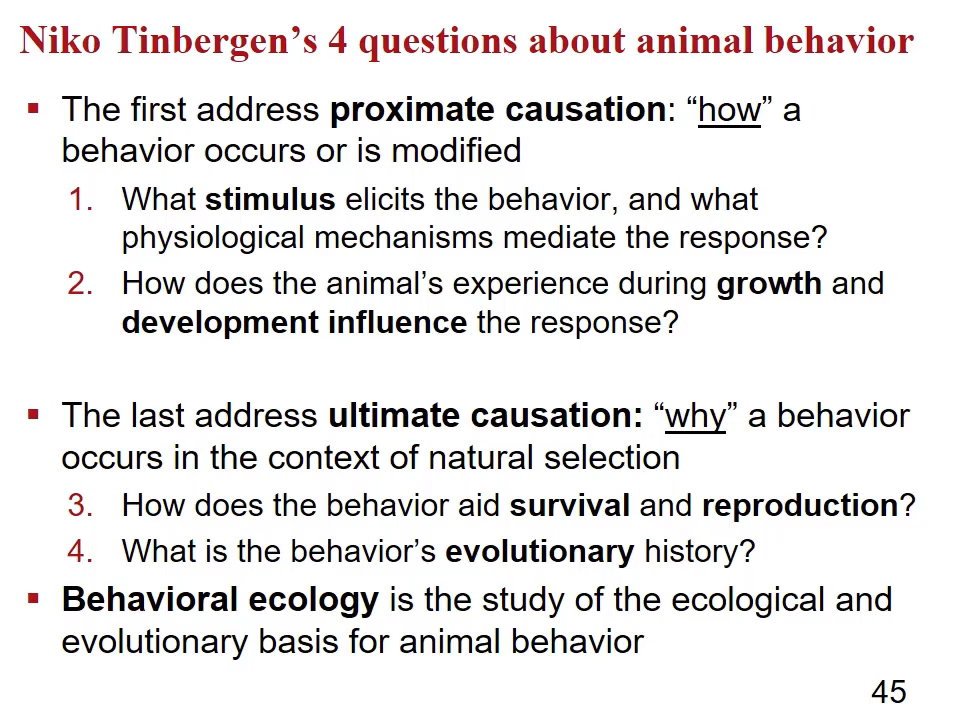 Niko Tinbergen’s 4 questions about animal behavior
▪ The first address proximate causation: “how” a
behavior occurs or is modified
1. What stimulus elicits the behavior, and what
physiological mechanisms mediate the response?
2. How does the animal’s experience during growth and
development influence the response?
▪ The last address ultimate causation: “why” a behavior
occurs in the context of natural selection
3. How does the behavior aid survival and reproduction?
4. What is the behavior’s evolutionary history?
▪ Behavioral ecology is the study of the ecological and
evolutionary basis for animal behavior
45